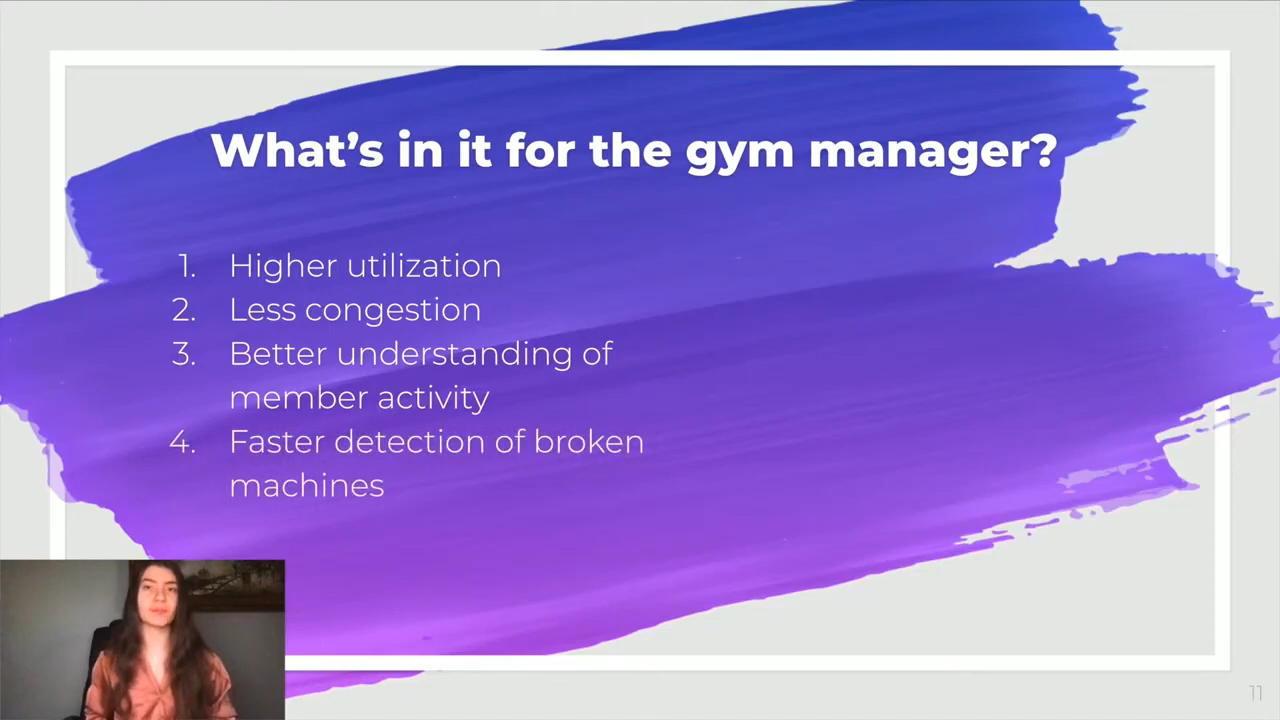 What's in it for the gym manager?
1. Higher utilization
2. Less congestion
3. Better understanding of
member activity
4. Faster detection of broken
machines
11